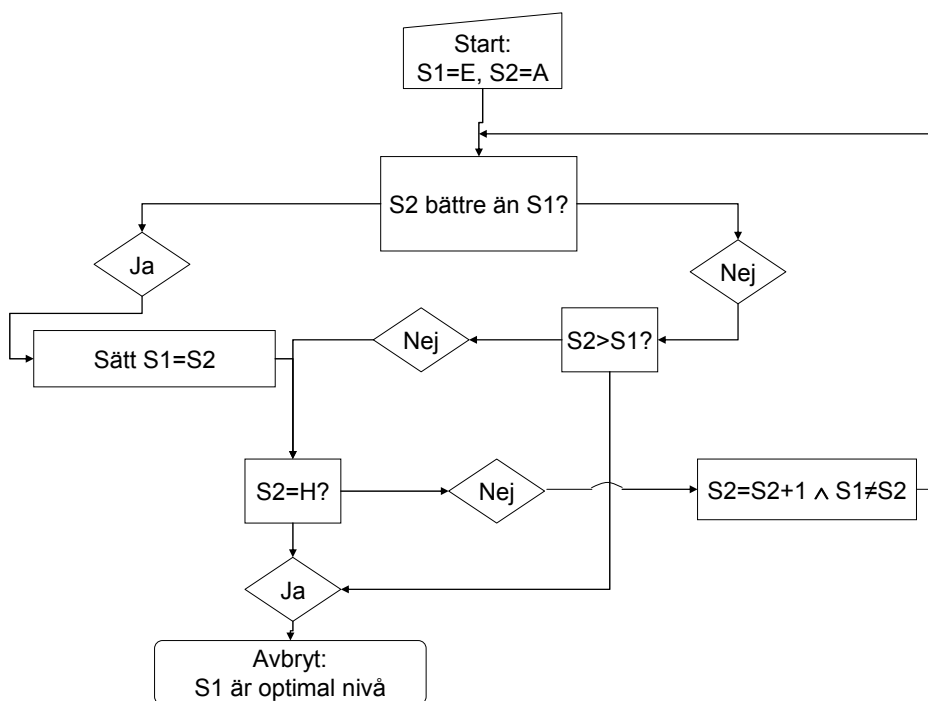 Start:
S1=E, S2=A
S2 bättre än S1?
Ja
Nej
Sätt S1=S2
Nej
S2>S1?
S2=H?
Nej
S2=S2+1 ∧ S1≠S2
Ja
Avbryt:
S1 är optimal nivå